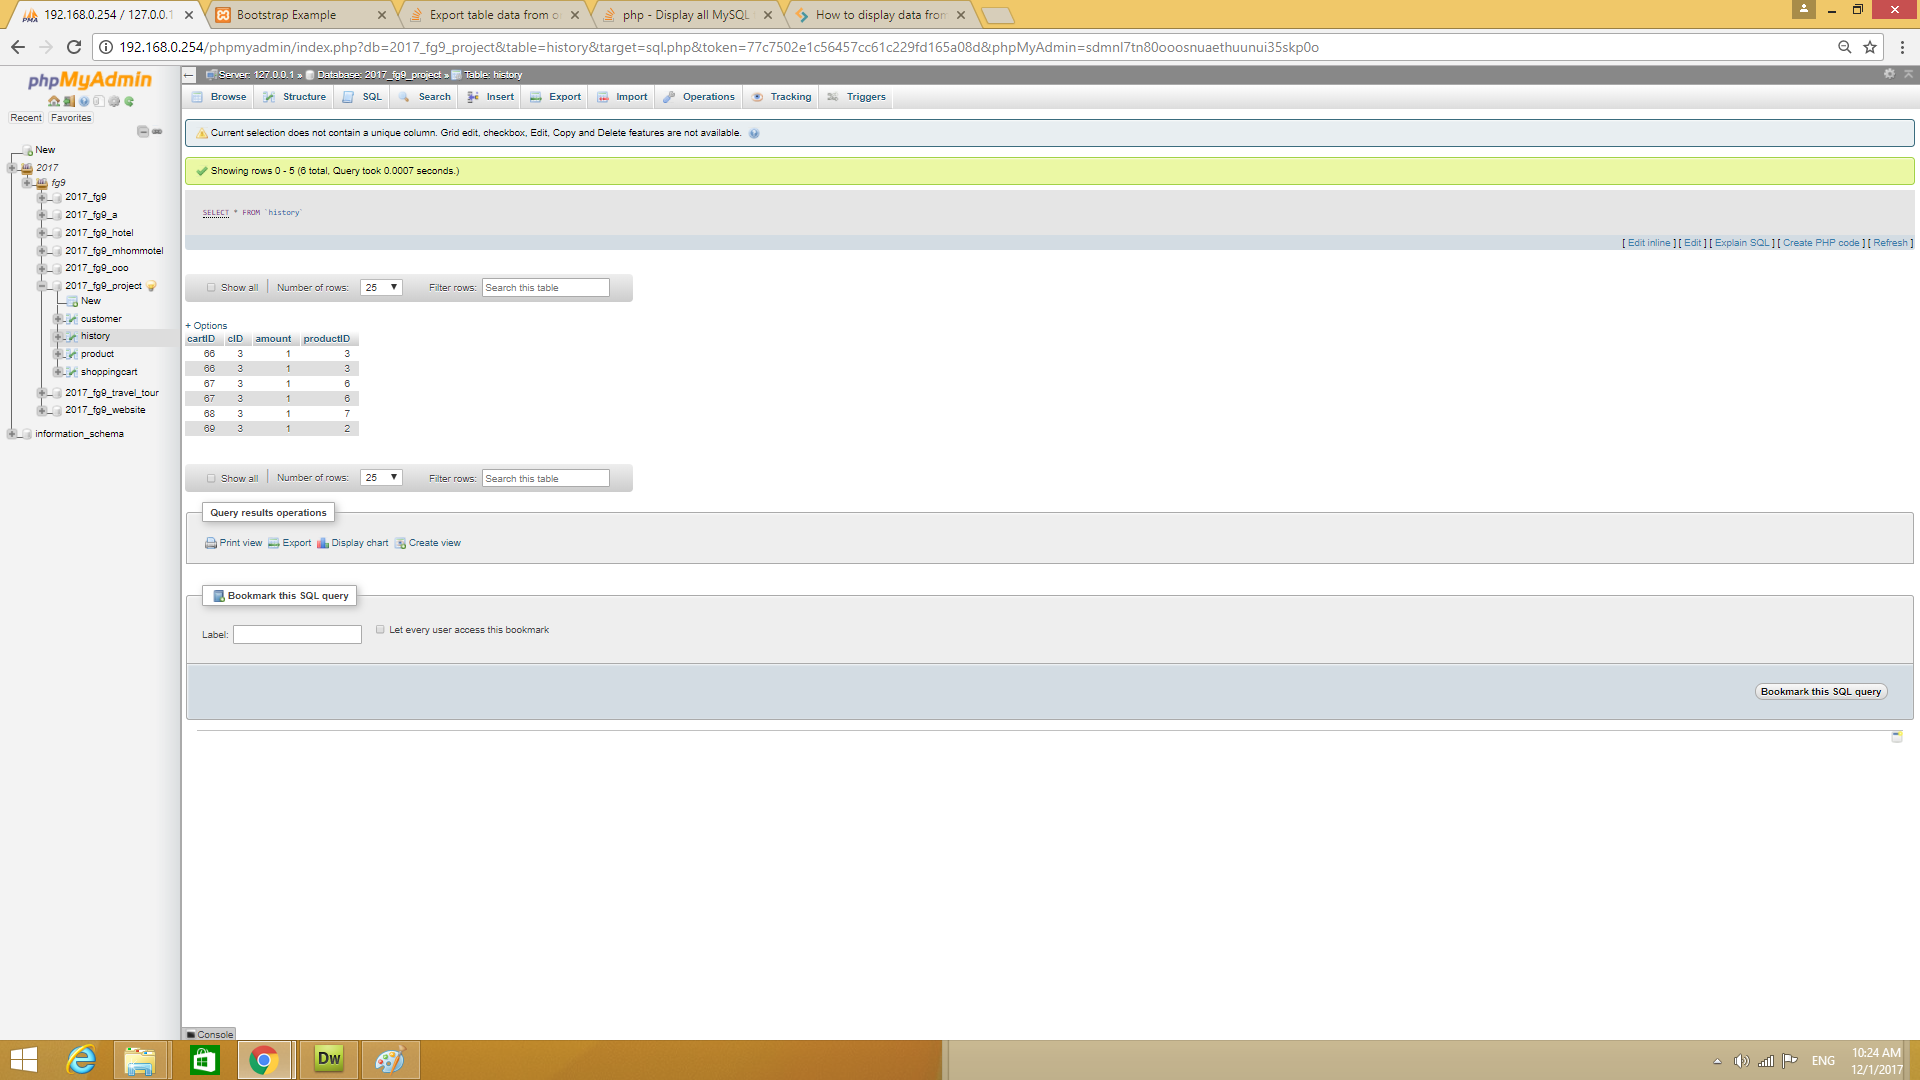 192.168.0.254 / 127.0.0.1
Bootstrap Example
Export table data from o
php - Display all MySQL
How to display data from
192.168.0.254/phpmyadmin/index.php?db=2017_fg9_project&table=history&target=sql.php&token=77c7502e1c56457cc61c229fd165a08d&phpMyAdmin=sdmnl7tn80ooosnuaethuunui35skp0o
phpMyAdmin
Recent Favorites
New
2017
fg9
2017_fg9
2017_fg9_a
2017_fg9_hotel
2017_fg9_mhommotel
2017_fg9_ooo
2017_fg9_project
New
customer
history
product
shoppingcart
2017_fg9_travel_tour
2017_fg9_website
information_schema
Server: 127.0.0.1 » Database: 2017_fg9_project » Table: history
Browse Structure SQL Search Insert Export Import Operations Tracking Triggers
Current selection does not contain a unique column. Grid edit, checkbox, Edit, Copy and Delete features are not available.
Showing rows 0 - 5 (6 total, Query took 0.0007 seconds.)
SELECT * FROM `history`
[ Edit inline ] [ Edit ] [ Explain SQL ] [ Create PHP code ] [ Refresh ]
Show all Number of rows: 25 Filter rows: Search this table
+ Options
cartID cID amount productID
66 3 1 3
66 3 1 3
67 3 1 6
67 3 1 6
68 3 1 7
69 3 1 2
Show all Number of rows: 25 Filter rows: Search this table
Query results operations
Print view Export Display chart Create view
Bookmark this SQL query
Label: Let every user access this bookmark
Bookmark this SQL query
Console
Dw
ENG
10:24 AM
12/1/2017